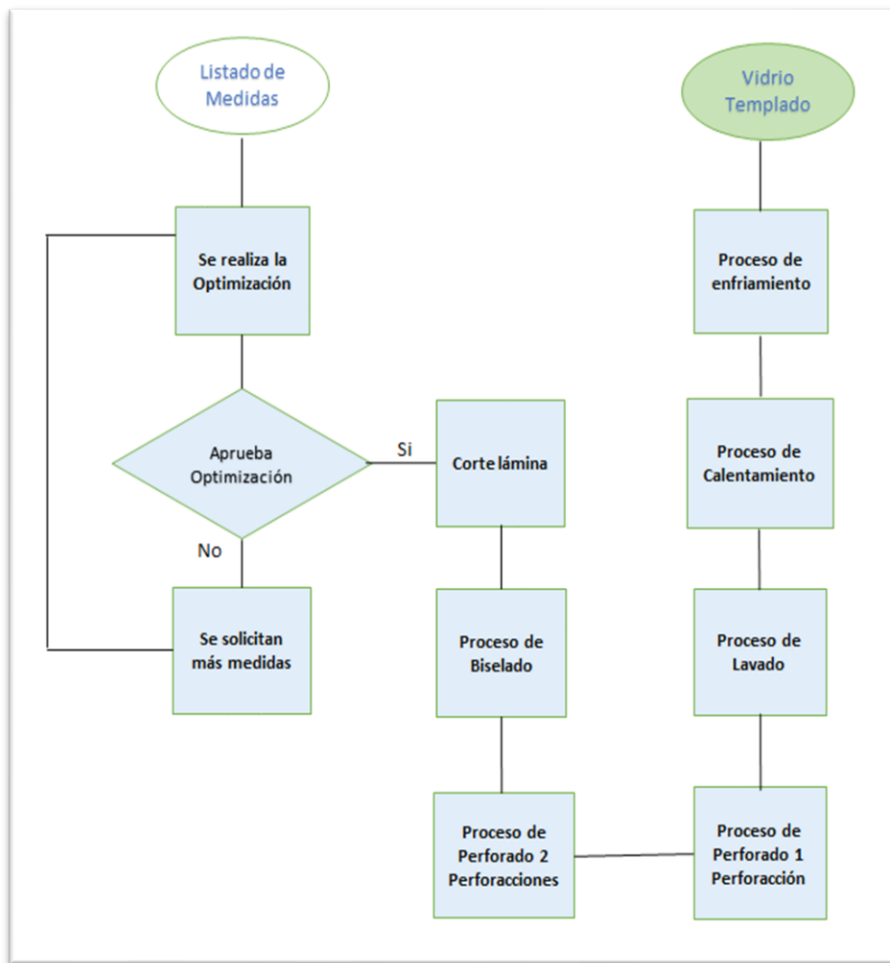 Listado de
Medidas
Se realiza la
Optimización
Aprueba
Optimización
Si
No
Se solicitan
más medidas
Corte lámina
Proceso de
Biselado
Proceso de
Perforado 2
Perforacciones
Proceso de
Perforado 1
Perforacción
Proceso de
Lavado
Proceso de
Calentamiento
Proceso de
enfriamiento
Vidrio
Templado